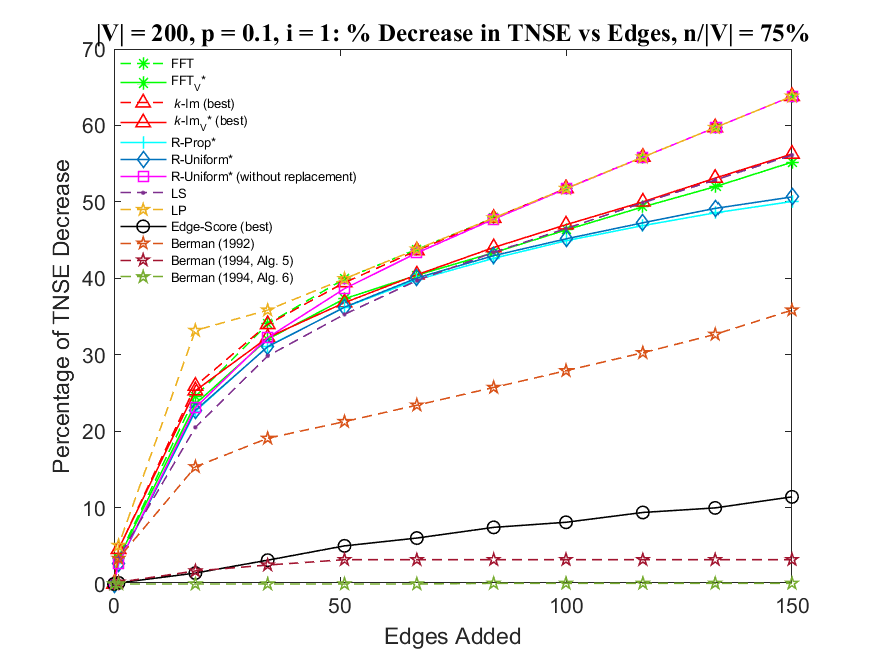 |V| = 200, p = 0.1, i = 1: % Decrease in TNSE vs Edges, n/|V| = 75%
70
60
50
40
30
20
10
0
Percentage of TNSE Decrease
FFT
FFT_V*
k-Im (best)
k-Im_V* (best)
R-Prop*
R-Uniform*
R-Uniform* (without replacement)
LS
LP
Edge-Score (best)
Berman (1992)
Berman (1994, Alg. 5)
Berman (1994, Alg. 6)
0
50
100
150
Edges Added